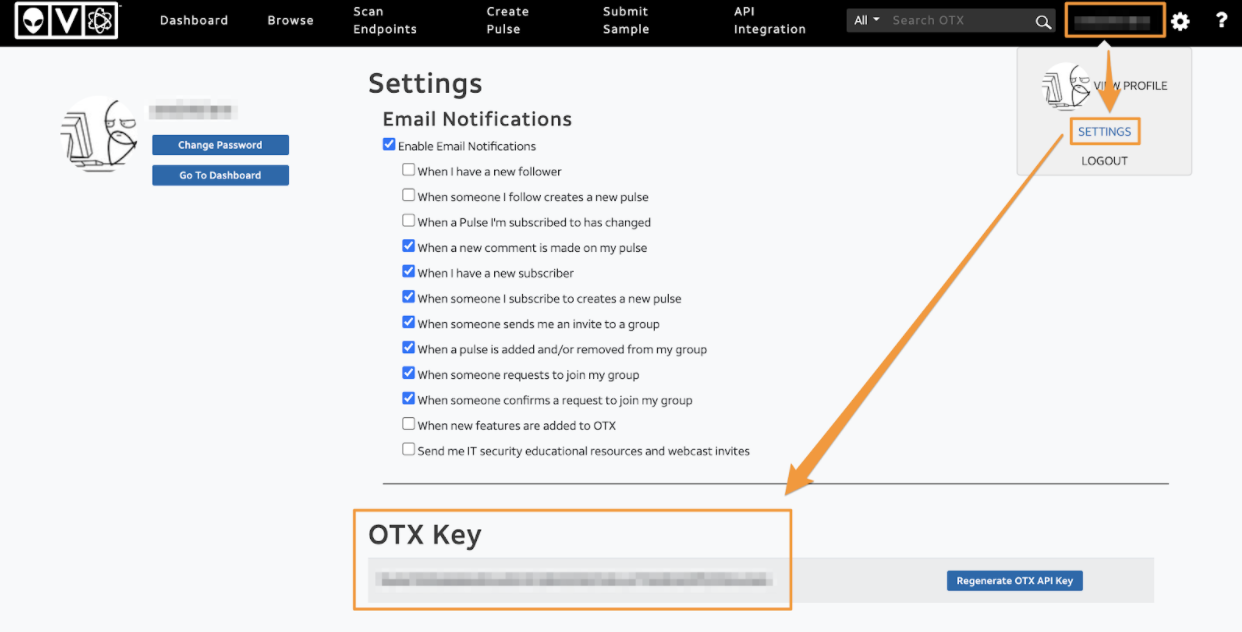 V
Dashboard
Browse
Scan
Endpoints
Create
Pulse
Submit
Sample
API
Integration
All
Search OTX
?
VIEW PROFILE
SETTINGS
LOGOUT
Change Password
Go To Dashboard
Settings
Email Notifications
Enable Email Notifications
When I have a new follower
When someone I follow creates a new pulse
When a Pulse I'm subscribed to has changed
When a new comment is made on my pulse
When I have a new subscriber
When someone I subscribe to creates a new pulse
When someone sends me an invite to a group
When a pulse is added and/or removed from my group
When someone requests to join my group
When someone confirms a request to join my group
When new features are added to OTX
Send me IT security educational resources and webcast invites
OTX Key
Regenerate OTX API Key